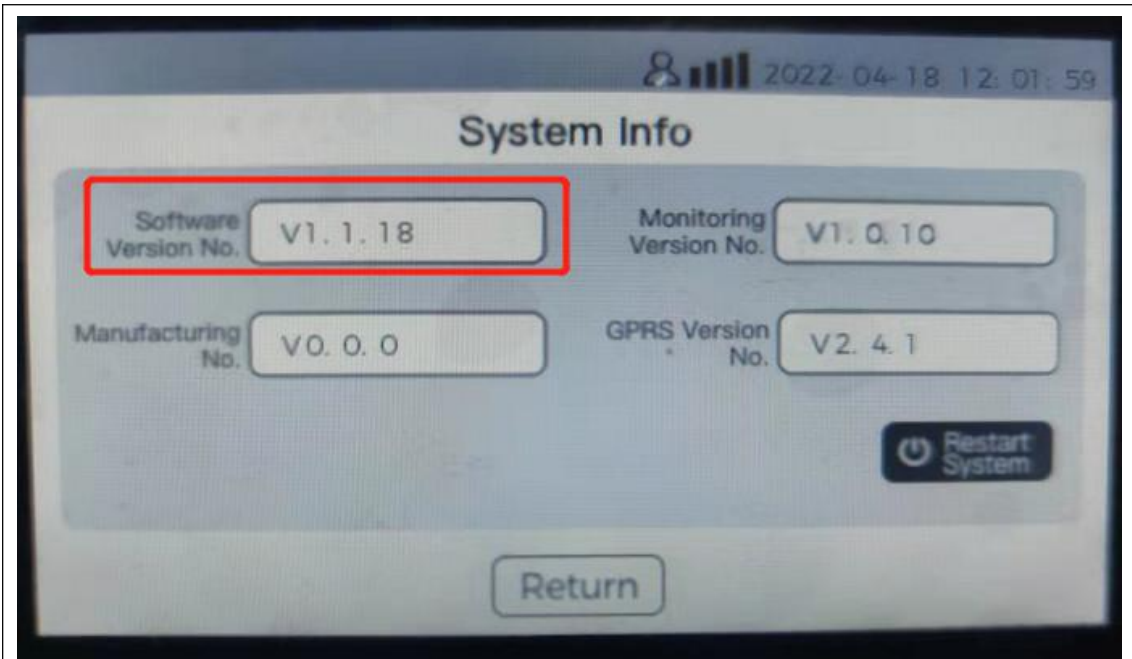 2022-04-18 12:01:59
System Info
Software
Version No.
V1.1.18
Monitoring
Version No.
V1.0.10
Manufacturing
No.
V0.0.0
GPRS Version
No.
V2.4.1
Restart
System
Return